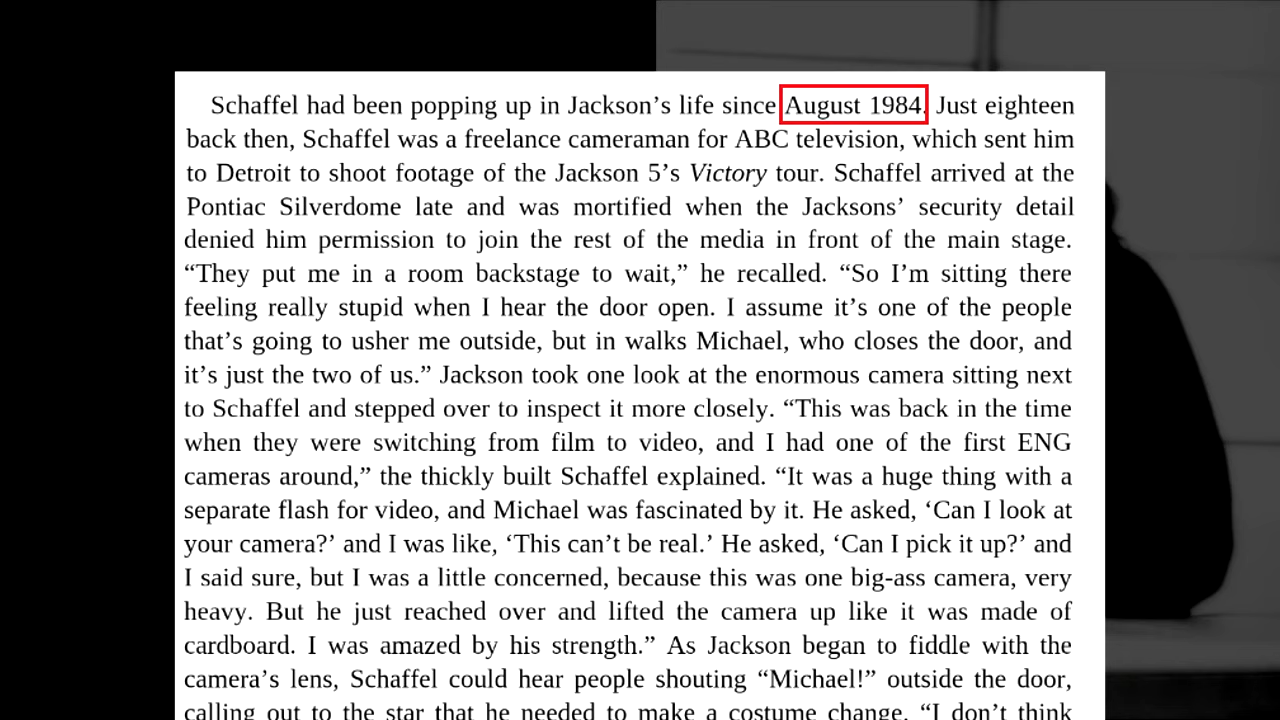 Schaffel had been popping up in Jackson’s life since August 1984. Just eighteen
back then, Schaffel was a freelance cameraman for ABC television, which sent him
to Detroit to shoot footage of the Jackson 5’s Victory tour. Schaffel arrived at the
Pontiac Silverdome late and was mortified when the Jacksons’ security detail
denied him permission to join the rest of the media in front of the main stage.
“They put me in a room backstage to wait,” he recalled. “So I’m sitting there
feeling really stupid when I hear the door open. I assume it’s one of the people
that’s going to usher me outside, but in walks Michael, who closes the door, and
it’s just the two of us.” Jackson took one look at the enormous camera sitting next
to Schaffel and stepped over to inspect it more closely. “This was back in the time
when they were switching from film to video, and I had one of the first ENG
cameras around,” the thickly built Schaffel explained. “It was a huge thing with a
separate flash for video, and Michael was fascinated by it. He asked, ‘Can I look at
your camera?’ and I was like, ‘This can’t be real.’ He asked, ‘Can I pick it up?’ and
I said sure, but I was a little concerned, because this was one big-ass camera, very
heavy. But he just reached over and lifted the camera up like it was made of
cardboard. I was amazed by his strength.” As Jackson began to fiddle with the
camera’s lens, Schaffel could hear people shouting “Michael!” outside the door,
calling out to the star that he needed to make a costume change. “I don’t think